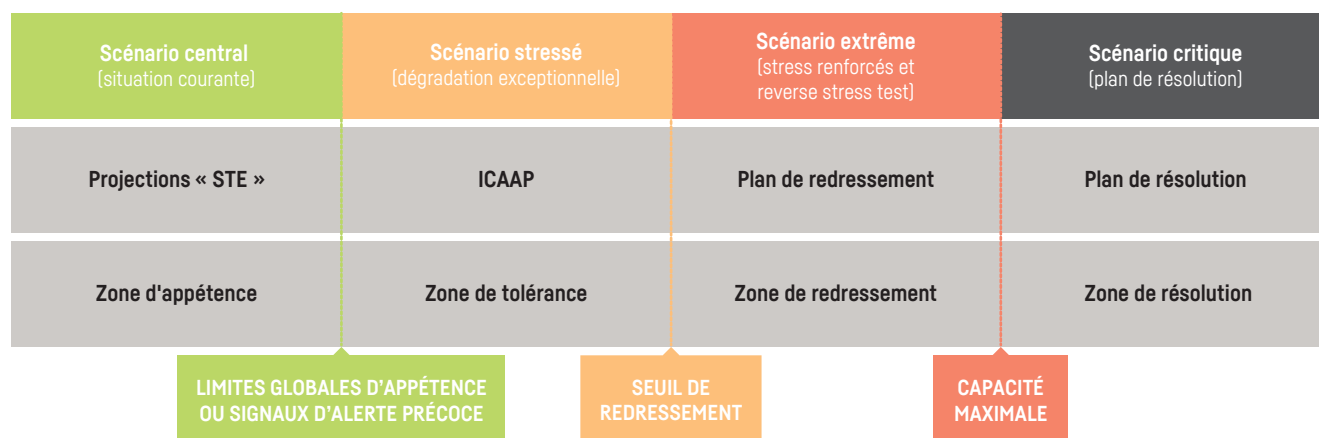 Scénario central
(situation courante)
Scénario stressé
(dégradation exceptionnelle)
Scénario extrême
(stress renforcés et
reverse stress test)
Scénario critique
(plan de résolution)
Projections « STE »
ICAAP
Plan de redressement
Plan de résolution
Zone d'appétence
Zone de tolérance
Zone de redressement
Zone de résolution
LIMITES GLOBALES D’APPÉTENCE
OU SIGNAUX D’ALERTE PRÉCOCE
SEUIL DE
REDRESSEMENT
CAPACITÉ
MAXIMALE